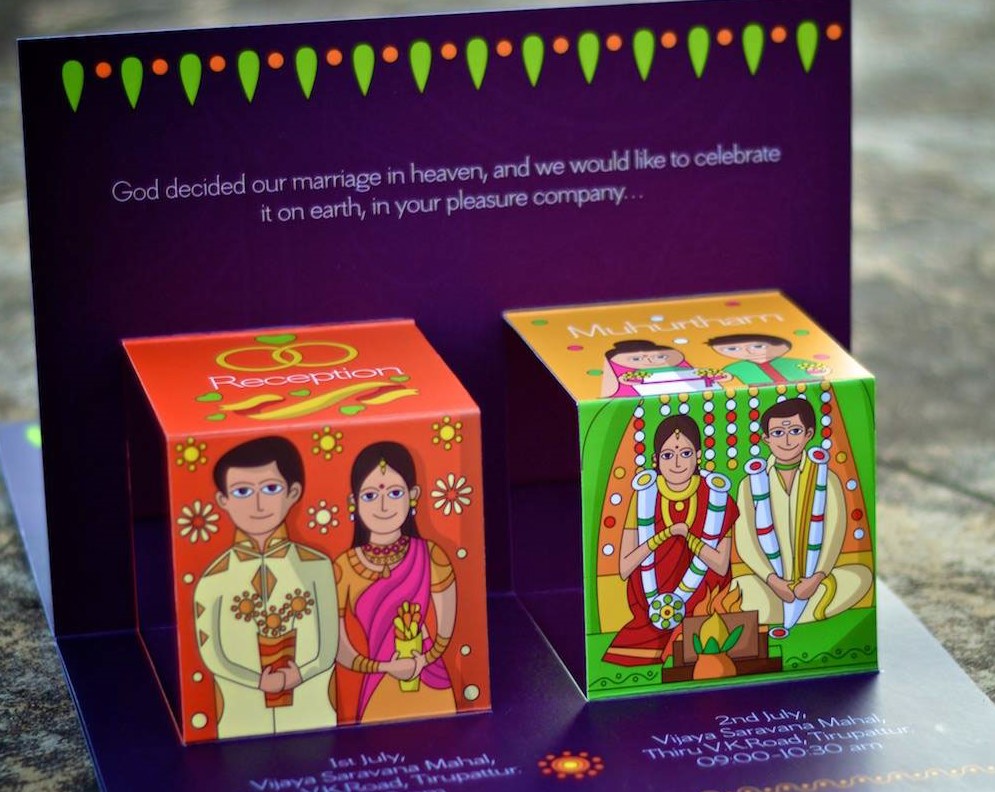 God decided our marriage in heaven, and we would like to celebrate
it on earth, in your pleasure company...
Reception
Muhurtham
1st July,
Vijaya Saravana Mahal,
V.K.Road, Tirupattur.
2nd July,
Vijaya Saravana Mahal,
Thiru V.K.Road, Tirupattur.
09:00-10.30 am